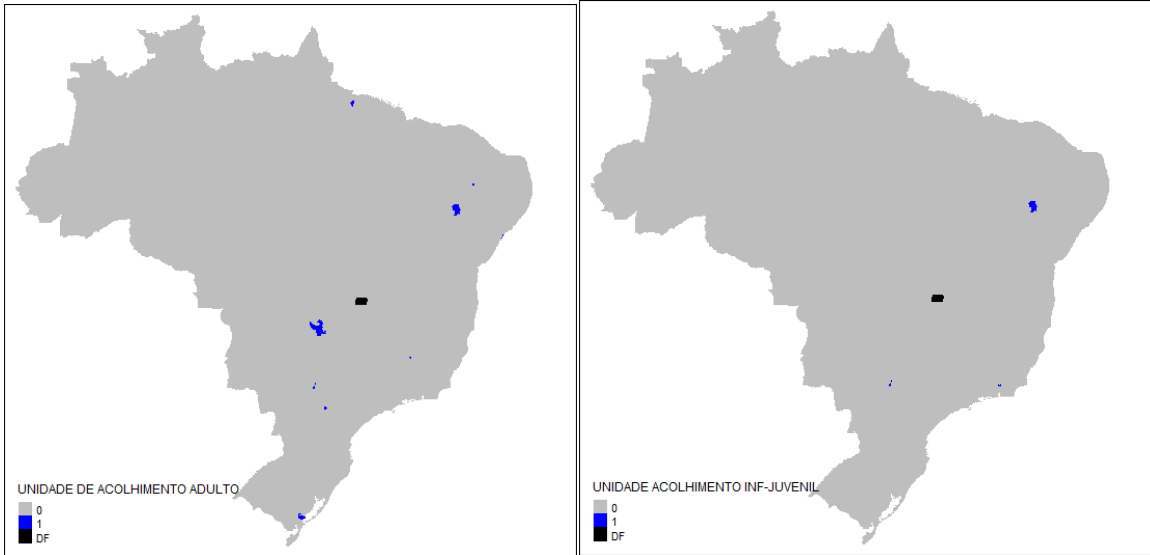 UNIDADE DE ACOLHIMENTO ADULTO
0
1
DF
UNIDADE ACOLHIMENTO INF-JUVENIL
0
1
DF